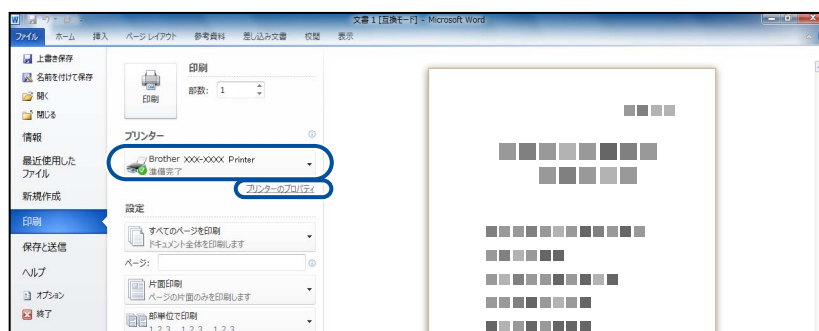 文書 1 [互換モード] - Microsoft Word
ファイル ホーム 挿入 ページ レイアウト 参考資料 差し込み文書 校閲 表示
上書き保存
名前を付けて保存
開く
閉じる
情報
最近使用した
ファイル
新規作成
印刷
保存と送信
ヘルプ
オプション
終了
印刷
印刷
部数: 1
プリンター
Brother XXX-XXXX Printer
準備完了
プリンターのプロパティ
設定
すべてのページを印刷
ドキュメント全体を印刷します
ページ:
片面印刷
ページの片面のみを印刷します
部単位で印刷
1,2,3 1,2,3 1,2,3